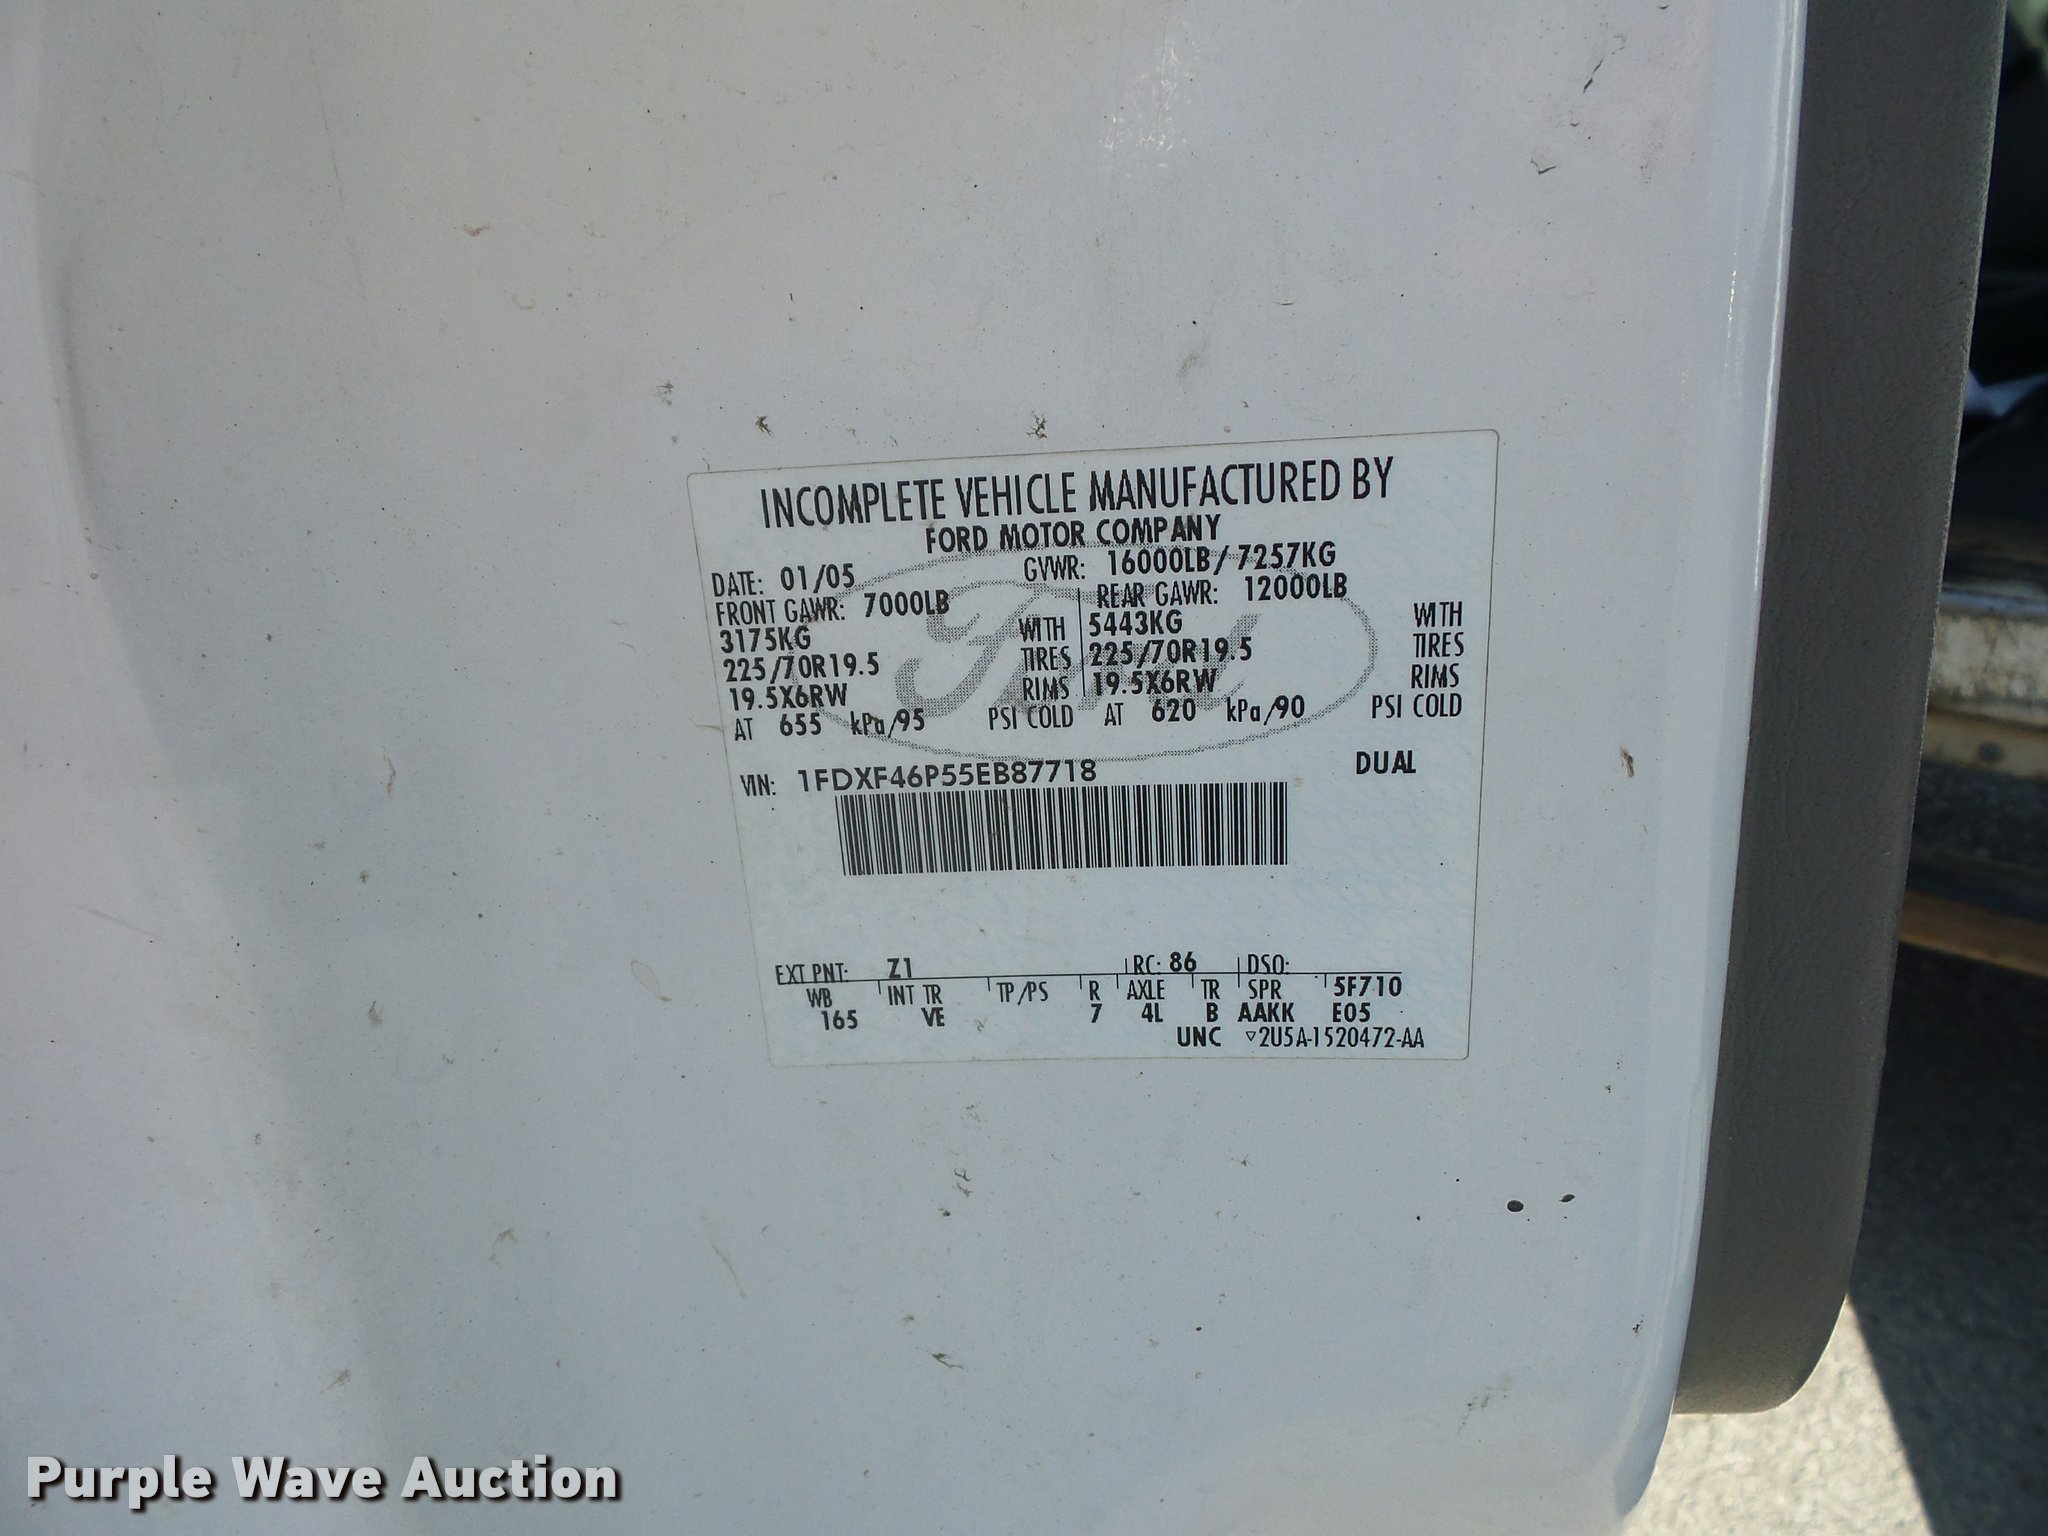 INCOMPLETE VEHICLE MANUFACTURED BY
FORD MOTOR COMPANY
DATE: 01/05 GVWR: 16000LB/7257KG
FRONT GAWR: 7000LB REAR GAWR: 12000LB
3175KG WITH 5443KG WITH
225/70R19.5 TIRES 225/70R19.5 TIRES
19.5X6RW RIMS 19.5X6RW RIMS
AT 655 kPa/95 PSI COLD AT 620 kPa/90 PSI COLD
VIN: 1FDXF46P55EB87718 DUAL
EXT PNT: Z1 RC: 86 DSO:
WB INT TR TP/PS R AXLE TR SPR 5F710
165 VE 7 4L B AAKK E05
UNC ▽2U5A-1520472-AA
Ford
Purple Wave Auction